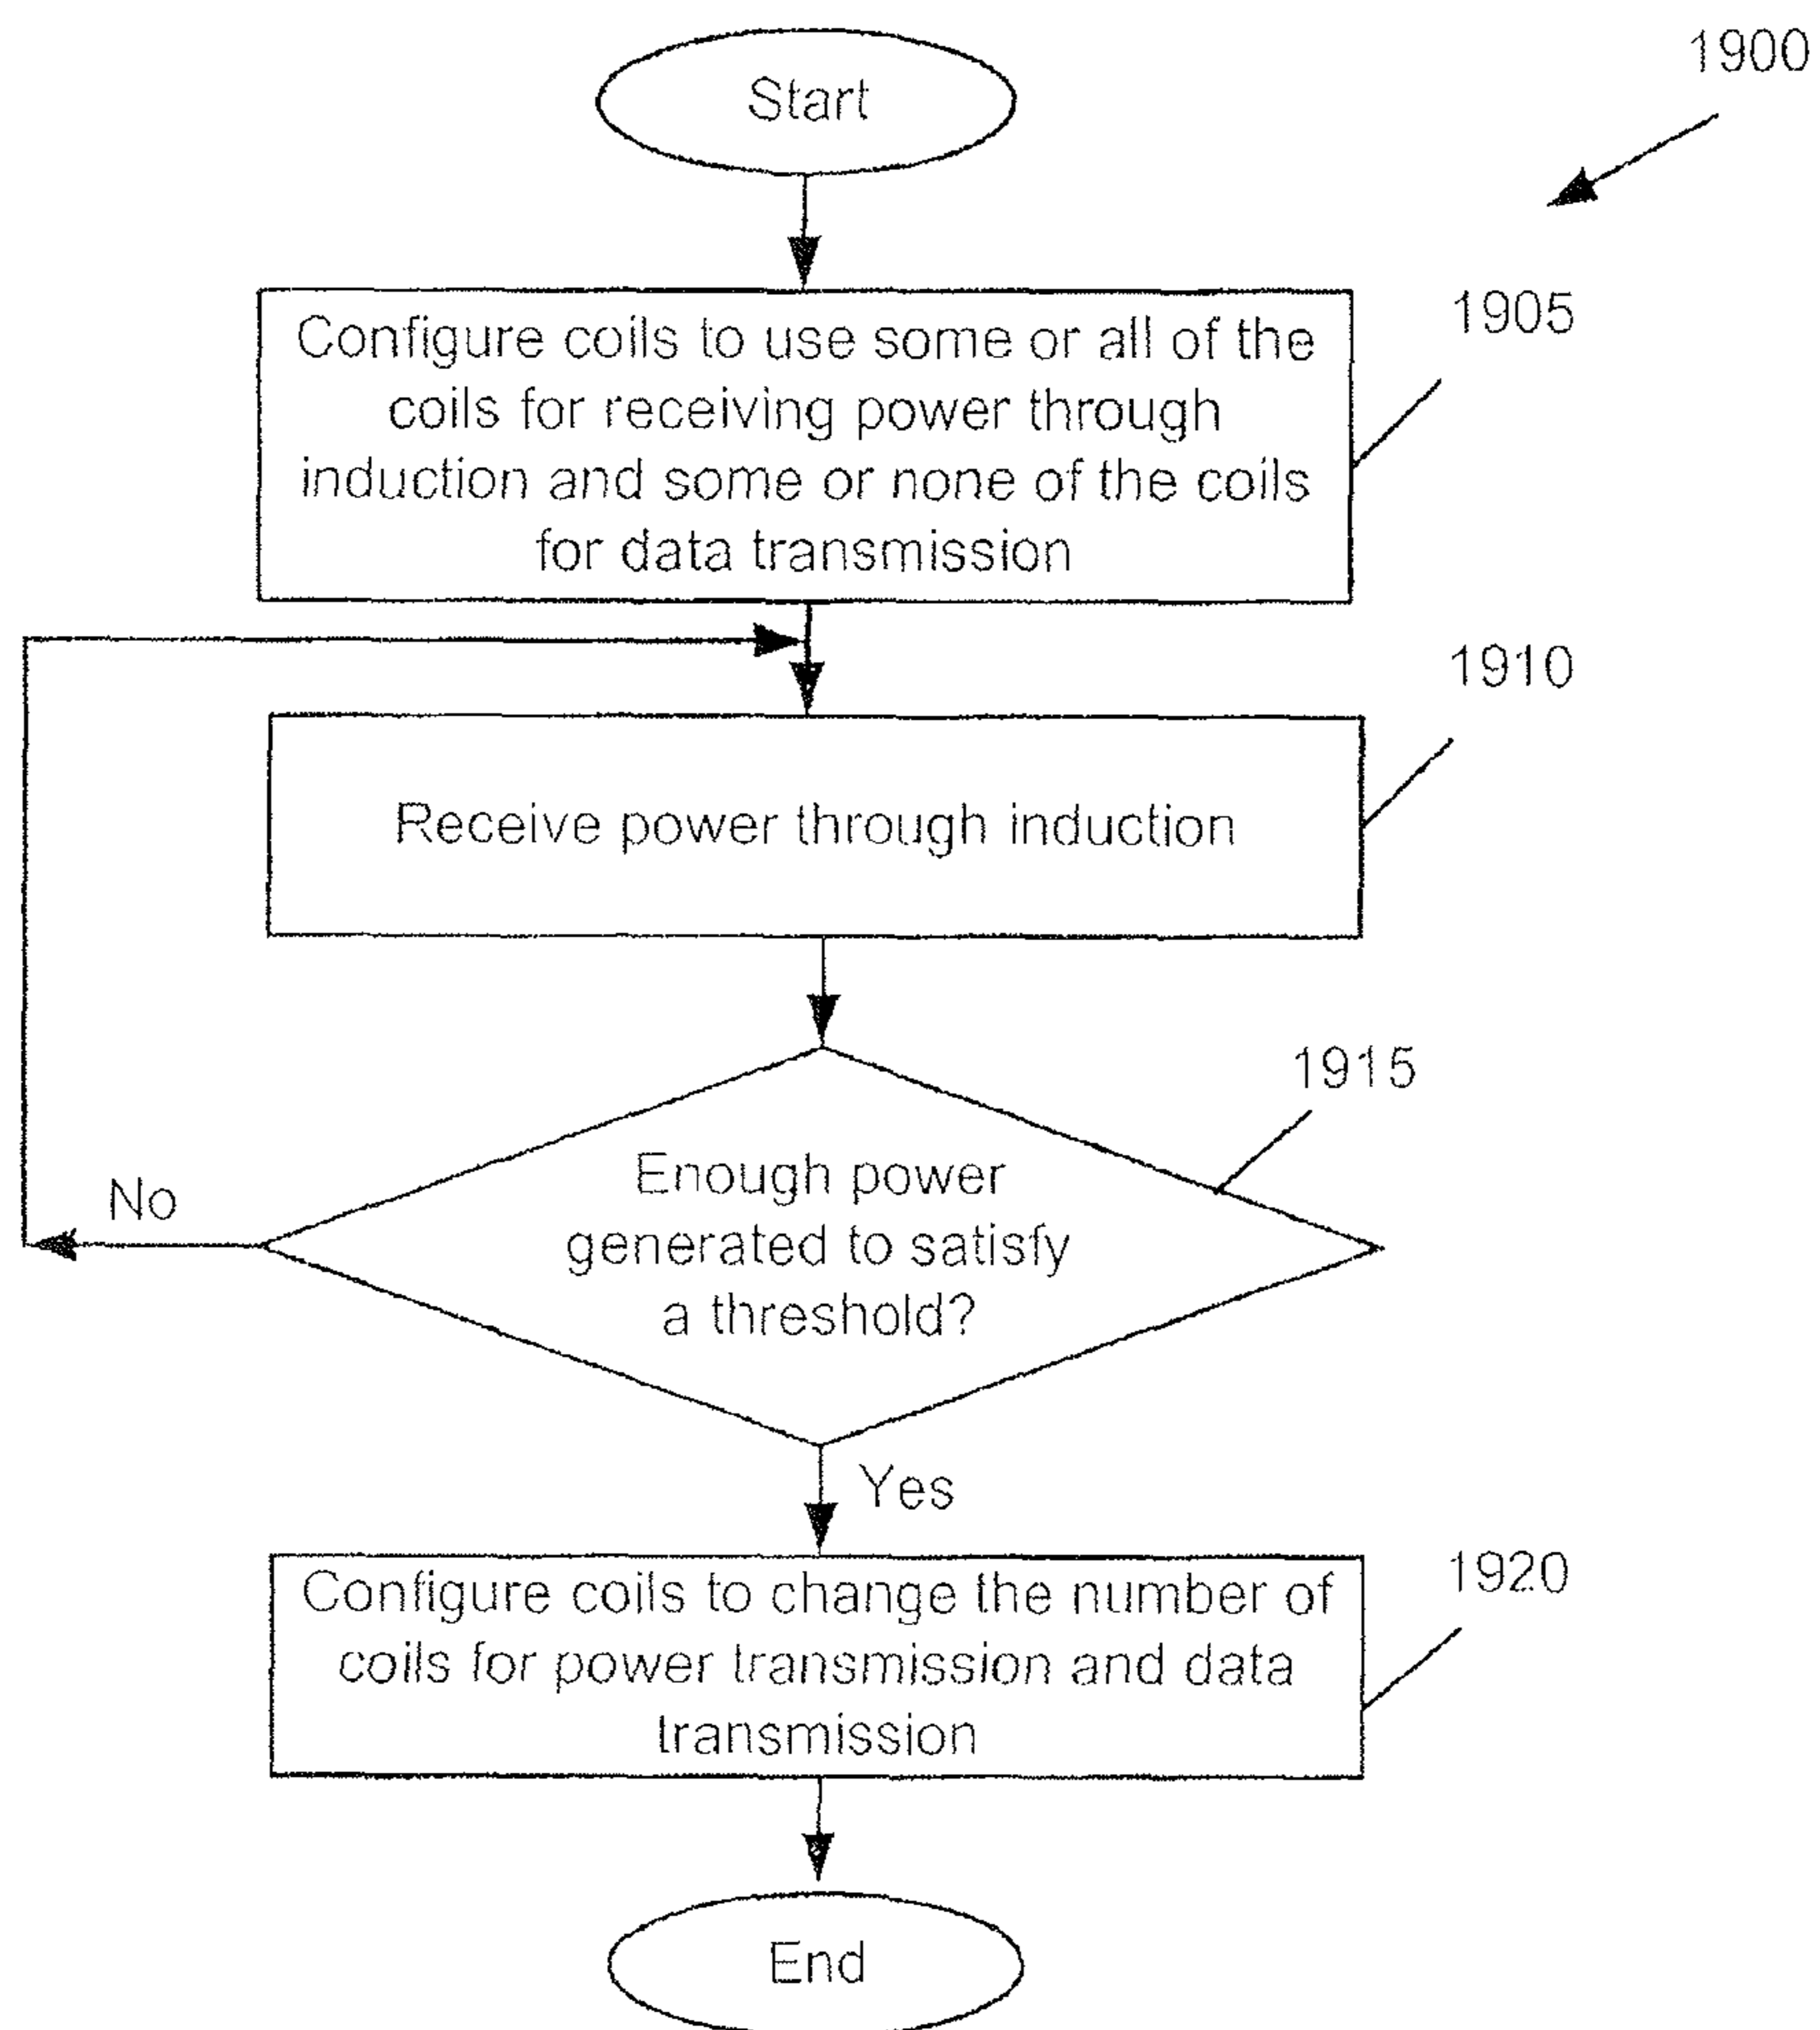 1900
Start
1905
Configure coils to use some or all of the
coils for receiving power through
induction and some or none of the coils
for data transmission
1910
Receive power through induction
1915
Enough power
generated to satisfy
a threshold?
No
Yes
1920
Configure coils to change the number of
coils for power transmission and data
transmission
End